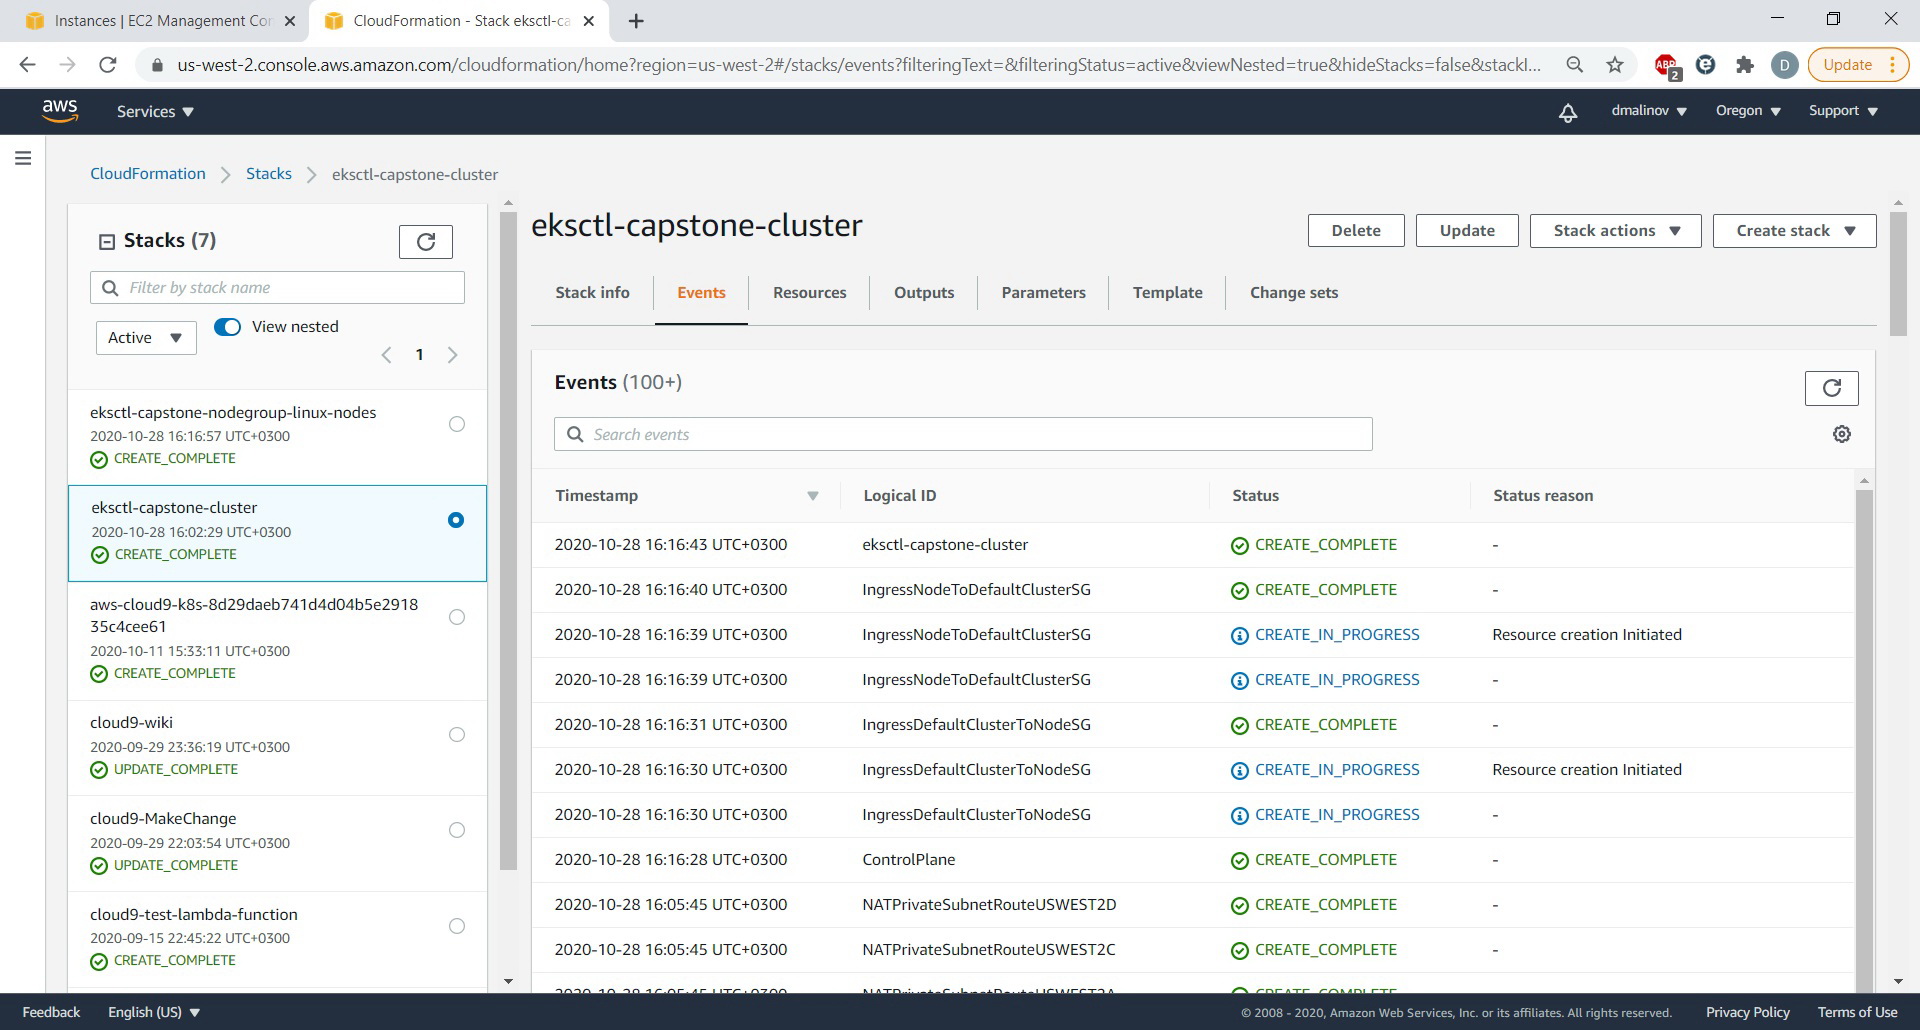 Instances | EC2 Management Con
CloudFormation - Stack eksctl-ca
us-west-2.console.aws.amazon.com/cloudformation/home?region=us-west-2#/stacks/events?filteringText=&filteringStatus=active&viewNested=true&hideStacks=false&stackI...
ABP
2
D
Update
aws
Services
dmalinov
Oregon
Support
CloudFormation
Stacks
eksctl-capstone-cluster
Stacks (7)
Filter by stack name
Active
View nested
1
eksctl-capstone-nodegroup-linux-nodes
2020-10-28 16:16:57 UTC+0300
CREATE_COMPLETE
eksctl-capstone-cluster
2020-10-28 16:02:29 UTC+0300
CREATE_COMPLETE
aws-cloud9-k8s-8d29daeb741d4d04b5e2918
35c4cee61
2020-10-11 15:33:11 UTC+0300
CREATE_COMPLETE
cloud9-wiki
2020-09-29 23:36:19 UTC+0300
UPDATE_COMPLETE
cloud9-MakeChange
2020-09-29 22:03:54 UTC+0300
UPDATE_COMPLETE
cloud9-test-lambda-function
2020-09-15 22:45:22 UTC+0300
CREATE_COMPLETE
eksctl-capstone-cluster
Delete
Update
Stack actions
Create stack
Stack info
Events
Resources
Outputs
Parameters
Template
Change sets
Events (100+)
Search events
Timestamp Logical ID Status Status reason
2020-10-28 16:16:43 UTC+0300 eksctl-capstone-cluster CREATE_COMPLETE -
2020-10-28 16:16:40 UTC+0300 IngressNodeToDefaultClusterSG CREATE_COMPLETE -
2020-10-28 16:16:39 UTC+0300 IngressNodeToDefaultClusterSG CREATE_IN_PROGRESS Resource creation Initiated
2020-10-28 16:16:39 UTC+0300 IngressNodeToDefaultClusterSG CREATE_IN_PROGRESS -
2020-10-28 16:16:31 UTC+0300 IngressDefaultClusterToNodeSG CREATE_COMPLETE -
2020-10-28 16:16:30 UTC+0300 IngressDefaultClusterToNodeSG CREATE_IN_PROGRESS Resource creation Initiated
2020-10-28 16:16:30 UTC+0300 IngressDefaultClusterToNodeSG CREATE_IN_PROGRESS -
2020-10-28 16:16:28 UTC+0300 ControlPlane CREATE_COMPLETE -
2020-10-28 16:05:45 UTC+0300 NATPrivateSubnetRouteUSWEST2D CREATE_COMPLETE -
2020-10-28 16:05:45 UTC+0300 NATPrivateSubnetRouteUSWEST2C CREATE_COMPLETE -
2020-10-28 16:05:45 UTC+0300 NATPrivateSubnetRouteUSWEST2A CREATE_COMPLETE
Feedback
English (US)
© 2008 - 2020, Amazon Web Services, Inc. or its affiliates. All rights reserved.
Privacy Policy
Terms of Use